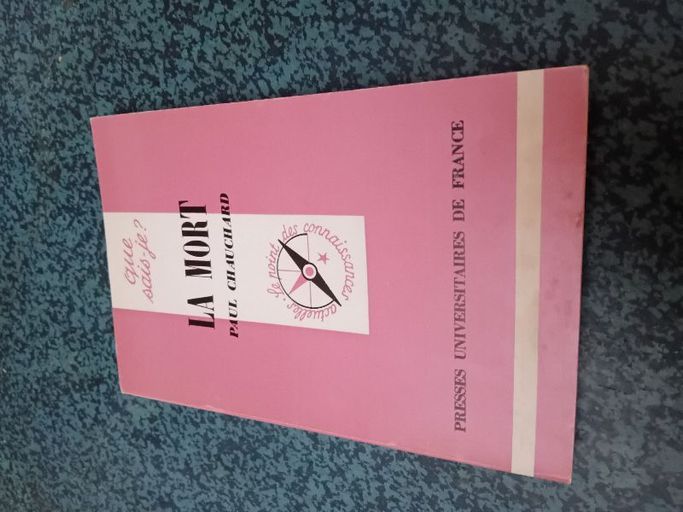 que
sais-je?
LA MORT
PAUL CHAUCHARD
le point des connaissances actuelles
PRESSES UNIVERSITAIRES DE FRANCE